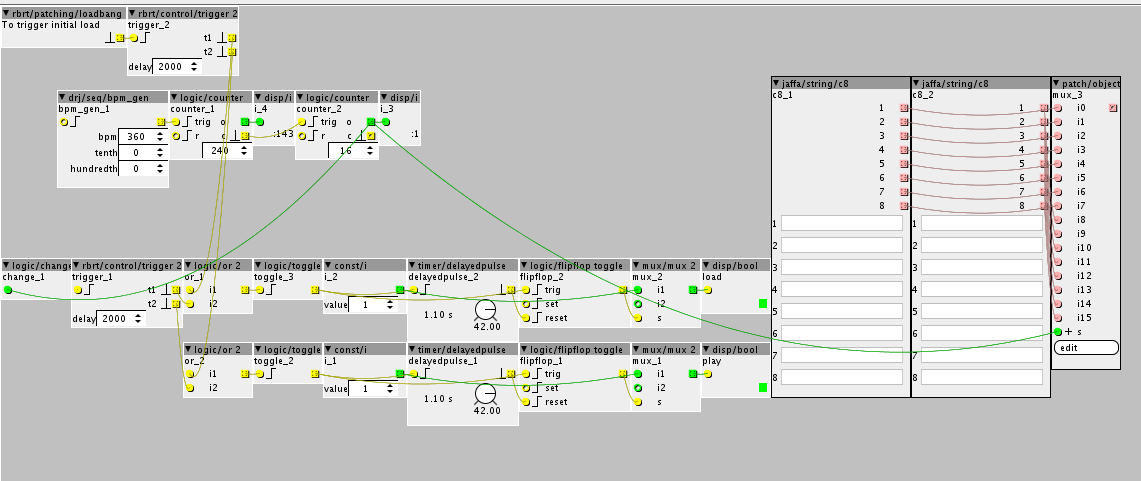 rbrt/patching/loadbang
rbrt/control/trigger 2
To trigger initial load
trigger_2
t1
t2
delay 2000
drj/seq/bpm_gen
logic/counter
disp/i
logic/counter
disp/i
bpm_gen_1
counter_1
i_4
counter_2
i_3
trig o
trig o
r c
:143
r c
:1
bpm 360
240
16
tenth 0
hundredth 0
jaffa/string/c8
jaffa/string/c8
patch/object
c8_1
c8_2
mux_3
1 1 i0
2 2 i1
3 3 i2
4 4 i3
5 5 i4
6 6 i5
7 7 i6
8 8 i7
1 1 i8
i9
2 2 i10
i11
3 3 i12
4 4 i13
5 5 i14
i15
6 6 + s
7 7 edit
8 8
logic/change
rbrt/control/trigger 2
logic/or 2
logic/toggle
const/i
timer/delayedpulse
logic/flipflop toggle
mux/mux 2
disp/bool
change_1
trigger_1
or_1
toggle_3
i_2
delayedpulse_2
flipflop_2
mux_2
load
t1
i1
trig
i1
t2
i2
value 1
set
i2
delay 2000
1.10 s
reset
s
42.00
logic/or 2
logic/toggle
const/i
timer/delayedpulse
logic/flipflop toggle
mux/mux 2
disp/bool
or_2
toggle_2
i_1
delayedpulse_1
flipflop_1
mux_1
play
i1
trig
i1
i2
value 1
set
i2
1.10 s
reset
s
42.00